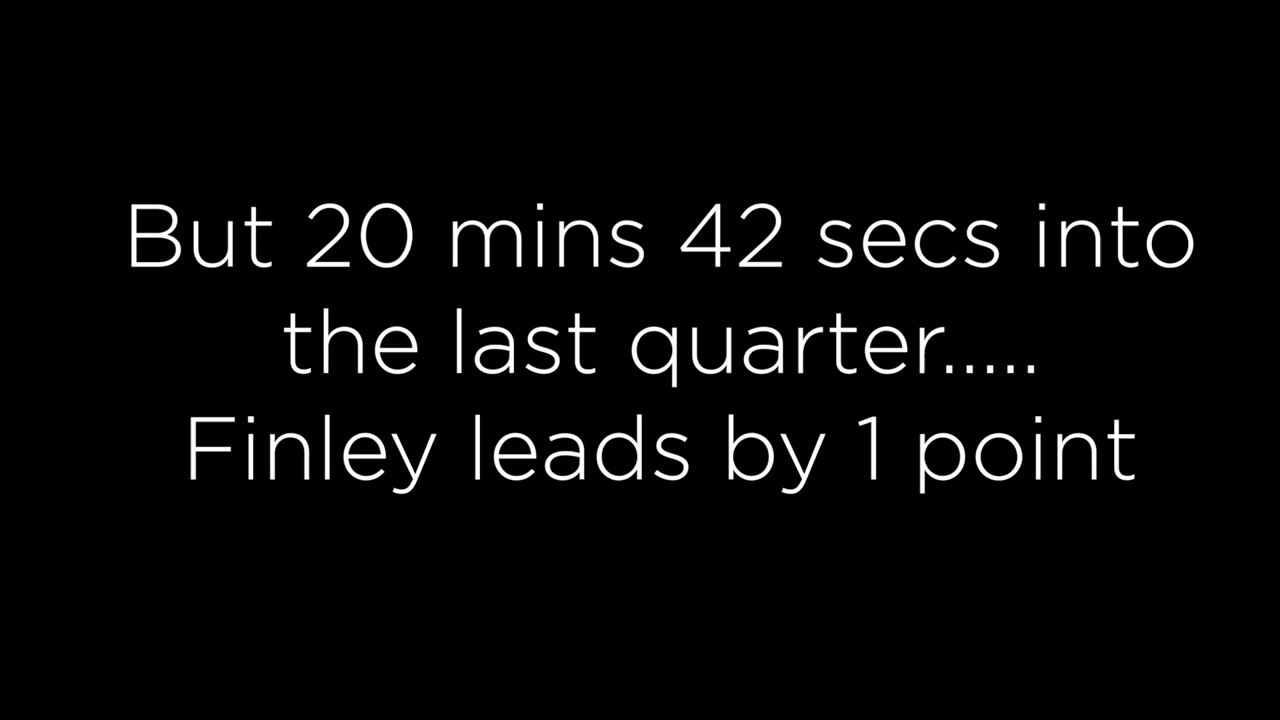 But 20 mins 42 secs into
the last quarter.....
Finley leads by 1 point